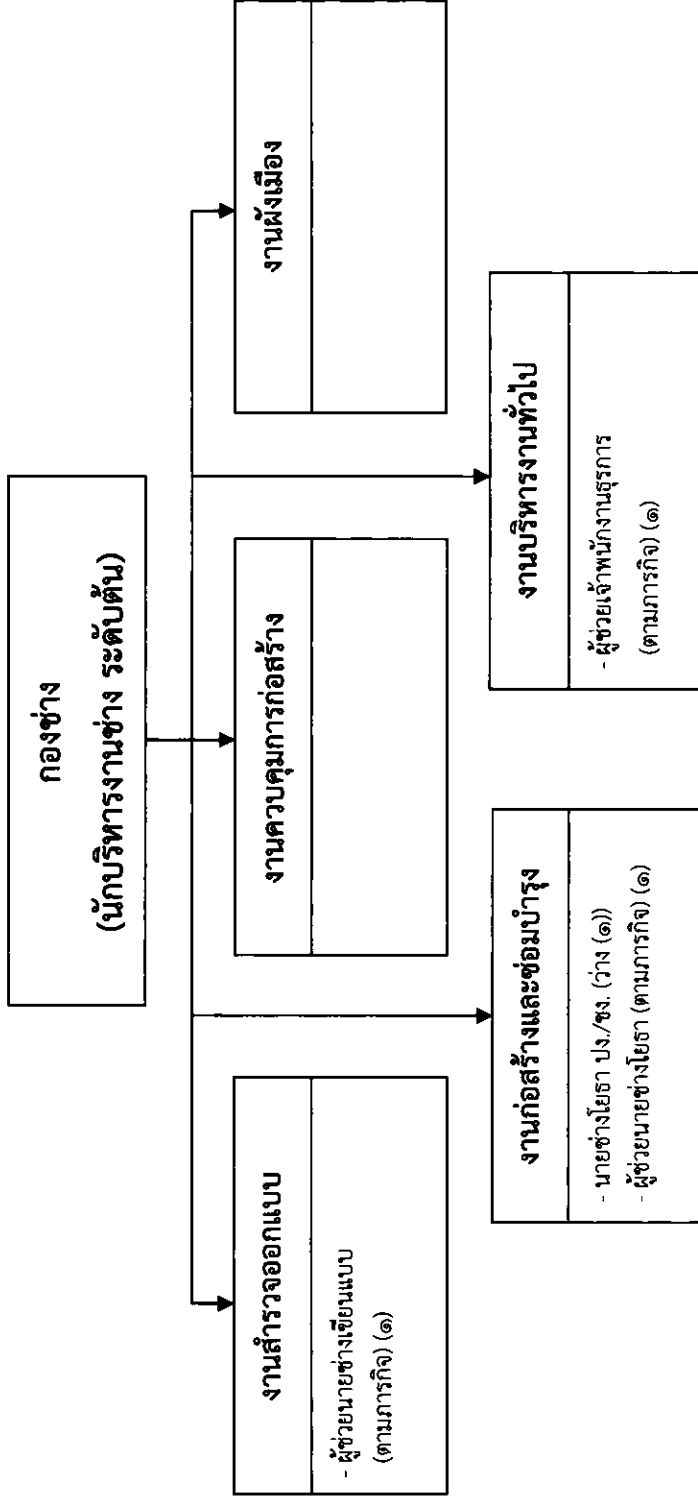 กองช่าง
(นักบริหารงานช่าง ระดับต้น)
งานสำรวจออกแบบ
- ผู้ช่วยนายช่างเขียนแบบ
(ตามภารกิจ) (๑)
งานควบคุมการก่อสร้าง
งานผังเมือง
งานก่อสร้างและซ่อมบำรุง
- นายช่างโยธา ปง./ชง. (ว่าง (๑))
- ผู้ช่วยนายช่างโยธา (ตามภารกิจ) (๑)
งานบริหารงานทั่วไป
- ผู้ช่วยเจ้าพนักงานธุรการ
(ตามภารกิจ) (๑)